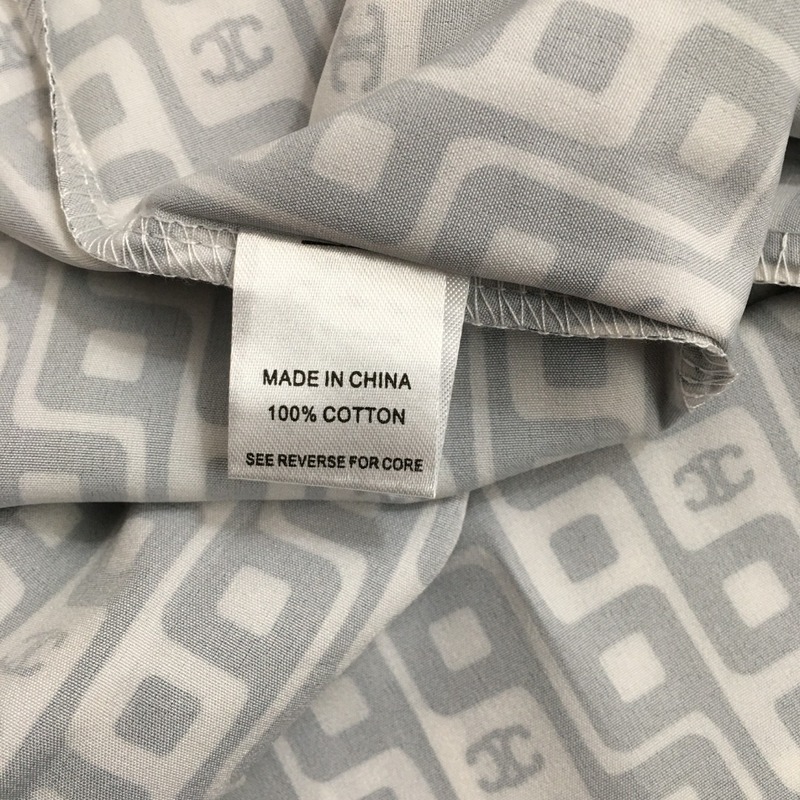 MADE IN CHINA
100% COTTON
SEE REVERSE FOR CORE